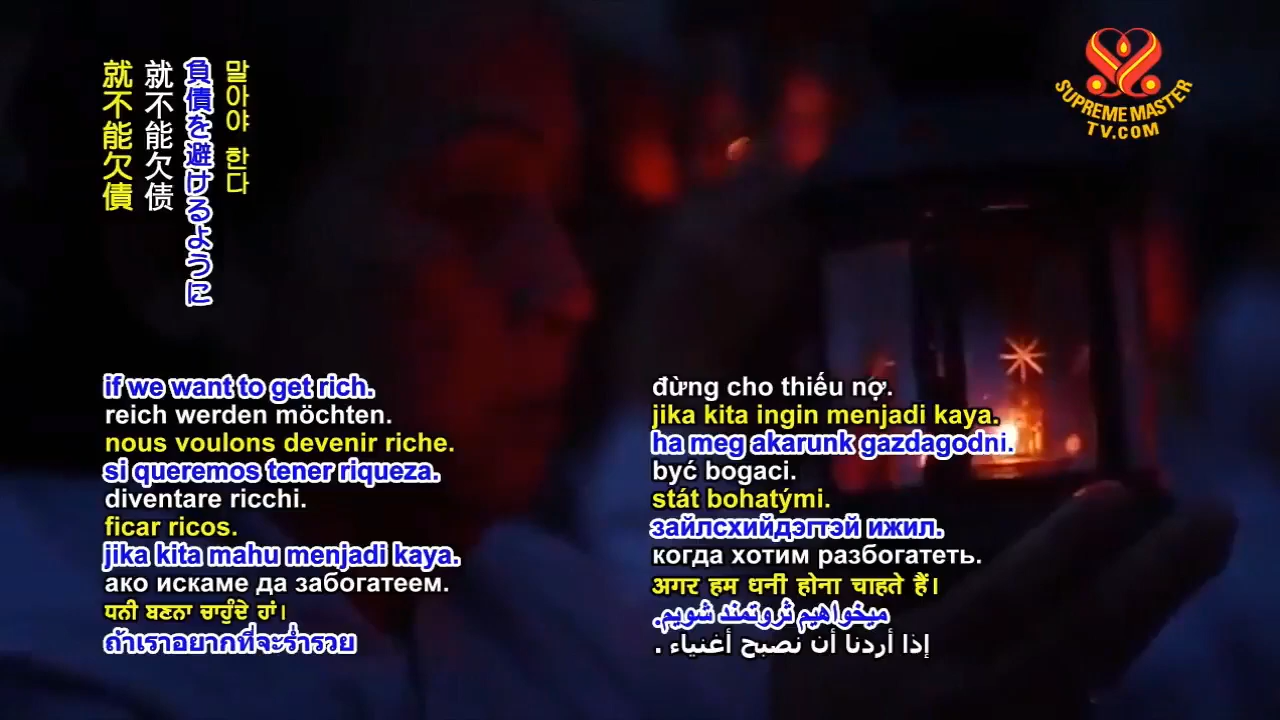 말아야 한다
負債を避けるように
就不能欠债
就不能欠債
SUPREME MASTER
TV.COM
if we want to get rich.
reich werden möchten.
nous voulons devenir riche.
si queremos tener riqueza.
diventare ricchi.
ficar ricos.
jika kita mahu menjadi kaya.
ако искаме да забогатеем.
ਧਨੀ ਬਣਨਾ ਚਾਹੁੰਦੇ ਹਾਂ।
ถ้าเราอยากที่จะร่ำรวย
đừng cho thiếu nợ.
jika kita ingin menjadi kaya.
ha meg akarunk gazdagodni.
być bogaci.
stát bohatými.
зайлсхийдэгтэй ижил.
когда хотим разбогатеть.
अगर हम धनी होना चाहते हैं।
میخواهیم ثروتمند شویم.
إذا أردنا أن نصبح أغنياء .